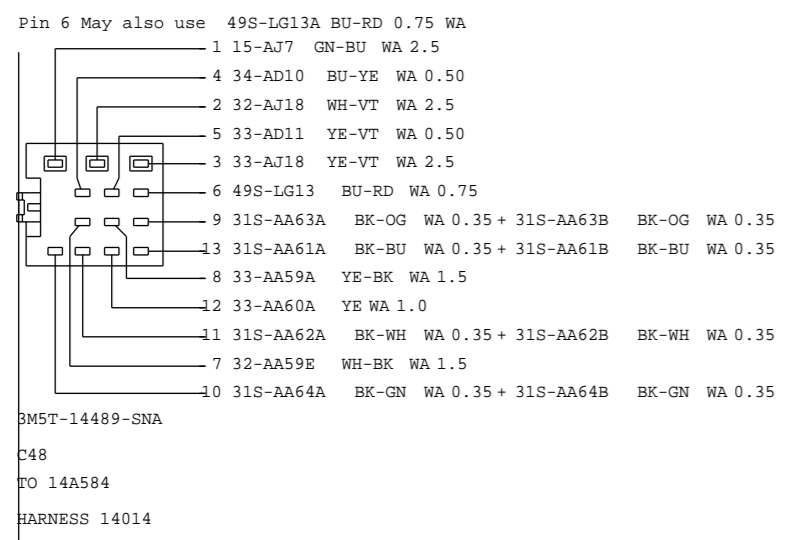 Pin 6 May also use 49S-LG13A BU-RD 0.75 WA
1 15-AJ7 GN-BU WA 2.5
4 34-AD10 BU-YE WA 0.50
2 32-AJ18 WH-VT WA 2.5
5 33-AD11 YE-VT WA 0.50
3 33-AJ18 YE-VT WA 2.5
6 49S-LG13 BU-RD WA 0.75
9 31S-AA63A BK-OG WA 0.35 + 31S-AA63B BK-OG WA 0.35
13 31S-AA61A BK-BU WA 0.35 + 31S-AA61B BK-BU WA 0.35
8 33-AA59A YE-BK WA 1.5
12 33-AA60A YE WA 1.0
11 31S-AA62A BK-WH WA 0.35 + 31S-AA62B BK-WH WA 0.35
7 32-AA59E WH-BK WA 1.5
10 31S-AA64A BK-GN WA 0.35 + 31S-AA64B BK-GN WA 0.35
3M5T-14489-SNA
C48
TO 14A584
HARNESS 14014